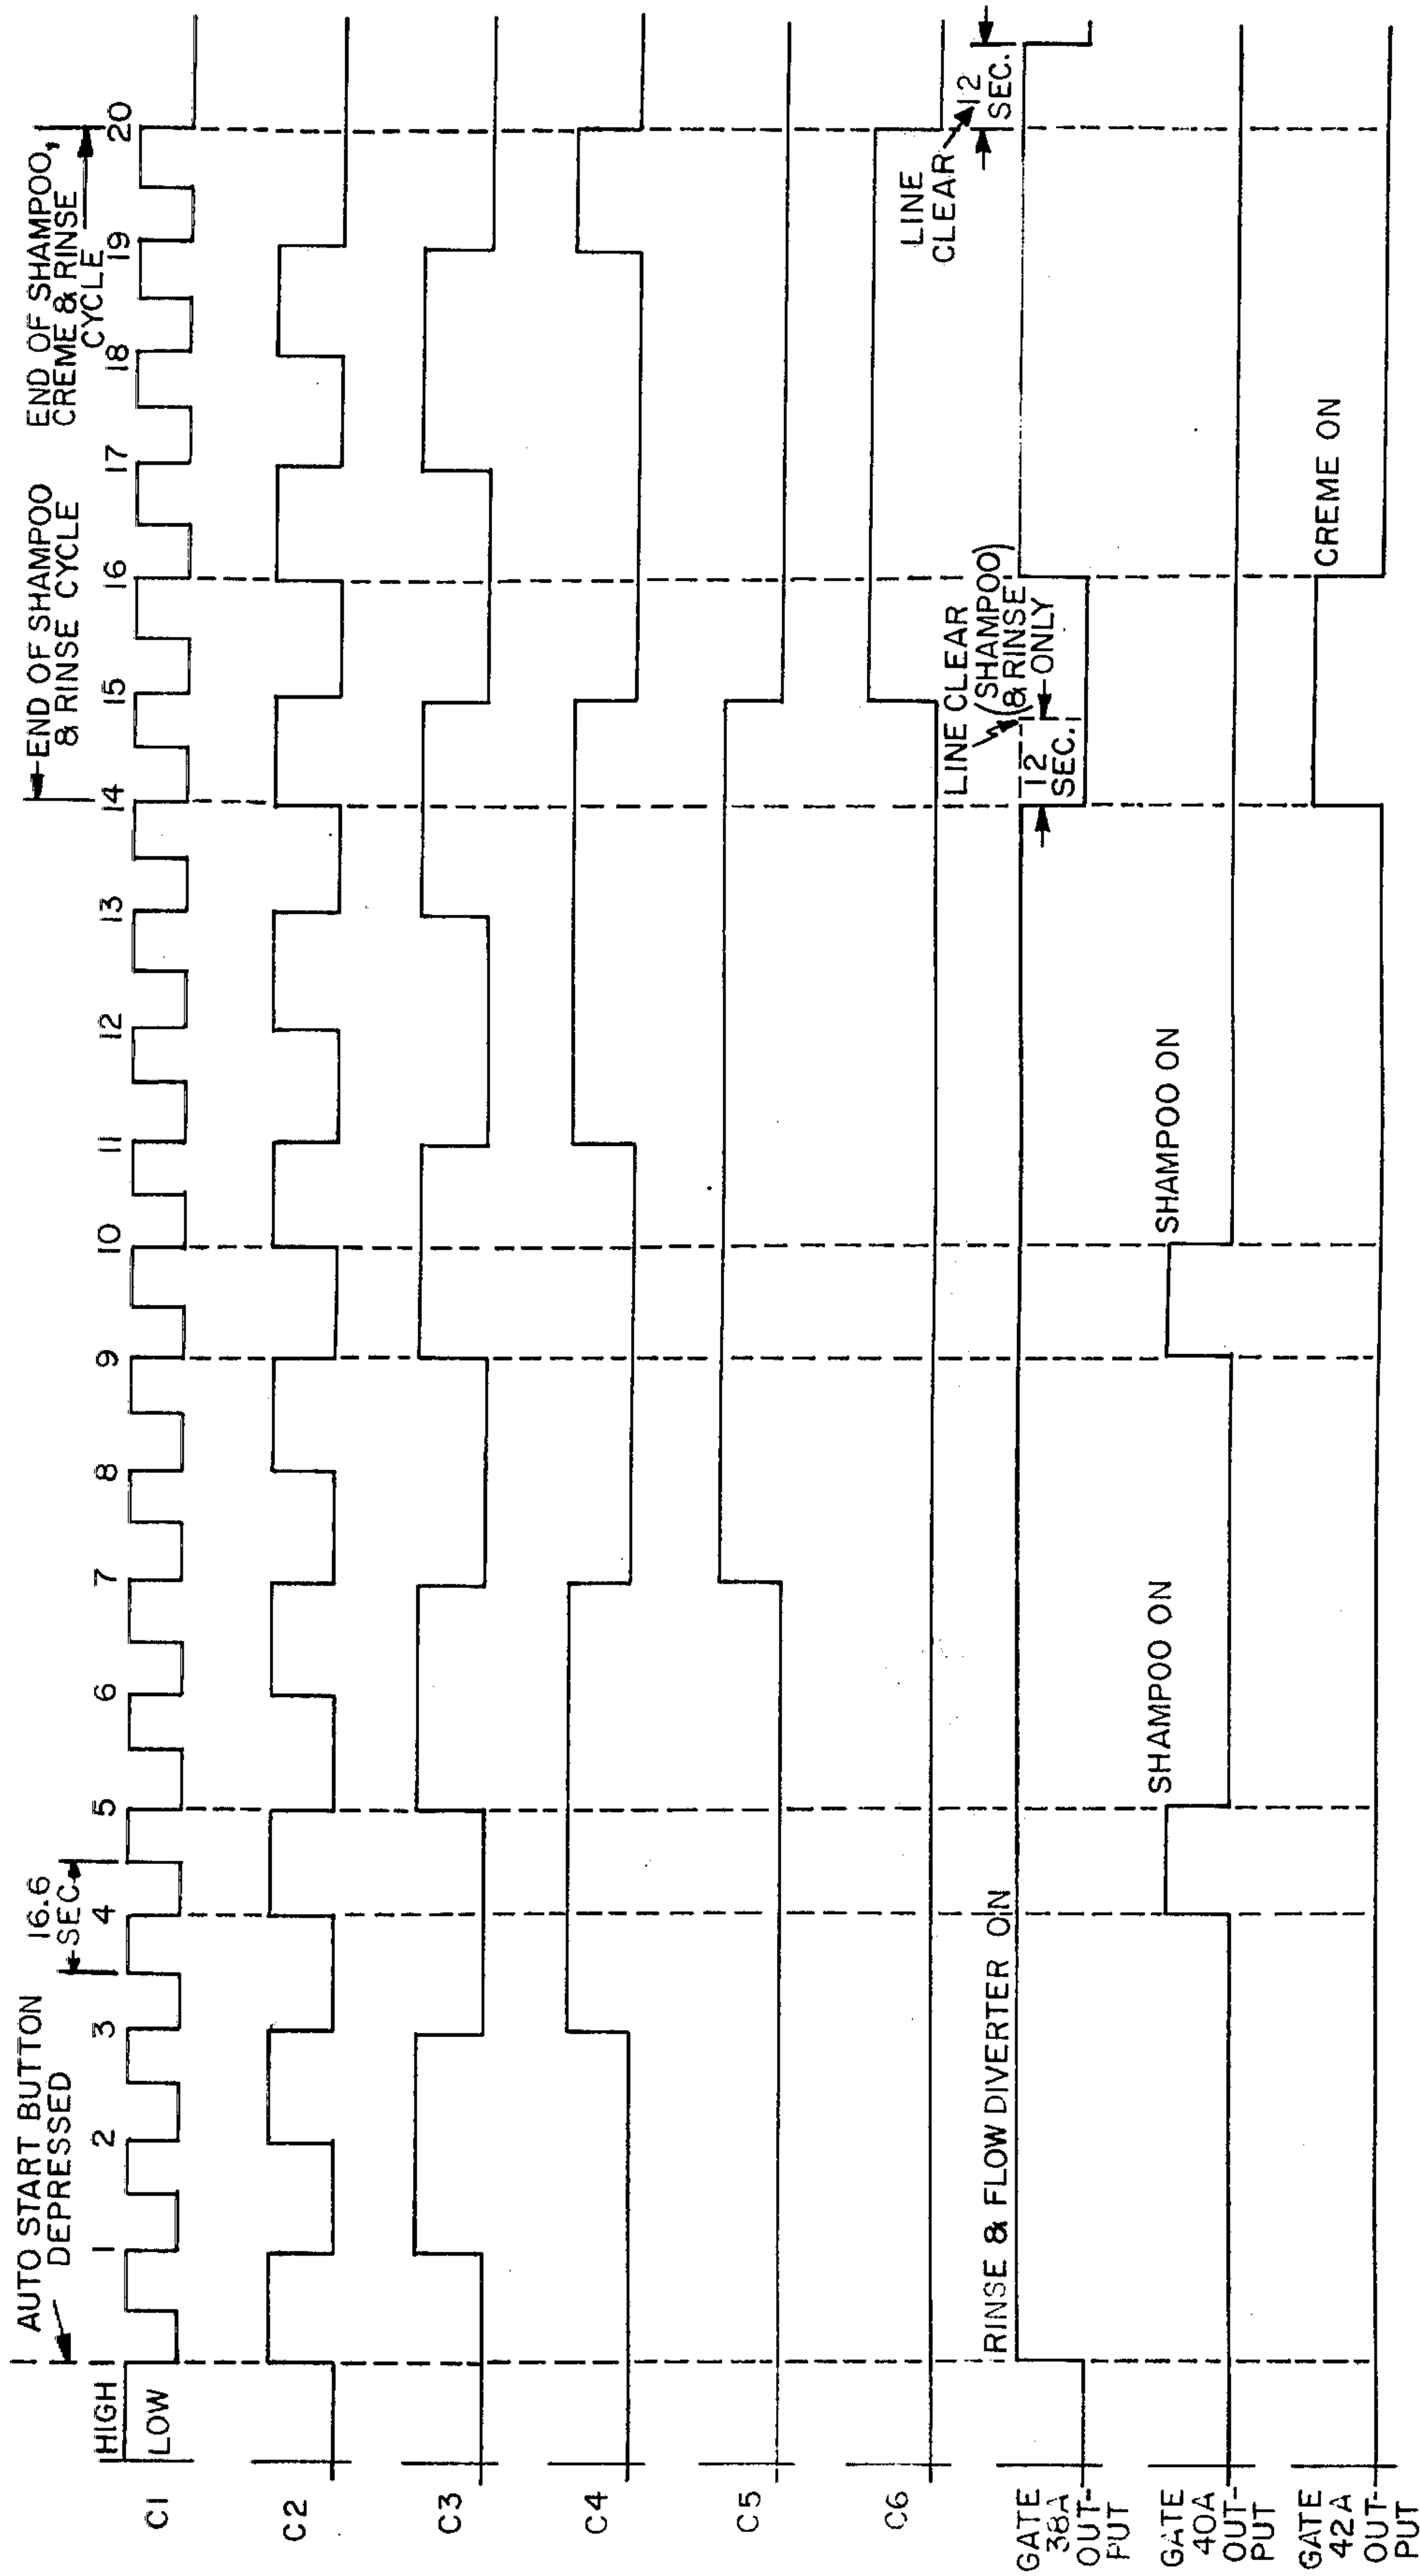 AUTO START BUTTON
DEPRESSED
16.6
SEC
END OF SHAMPOO
& RINSE CYCLE
END OF SHAMPOO,
CREME & RINSE
CYCLE
HIGH
LOW
1 2 3 4 5 6 7 8 9 10 11 12 13 14 15 16 17 18 19 20
C1
C2
C3
C4
C5
C6
LINE CLEAR
(SHAMPOO)
(& RINSE)
ONLY
12
SEC.
LINE
CLEAR
12
SEC.
RINSE & FLOW DIVERTER ON
GATE
38A
OUT-
PUT
SHAMPOO ON
SHAMPOO ON
GATE
40A
OUT-
PUT
CREME ON
GATE
42A
OUT-
PUT